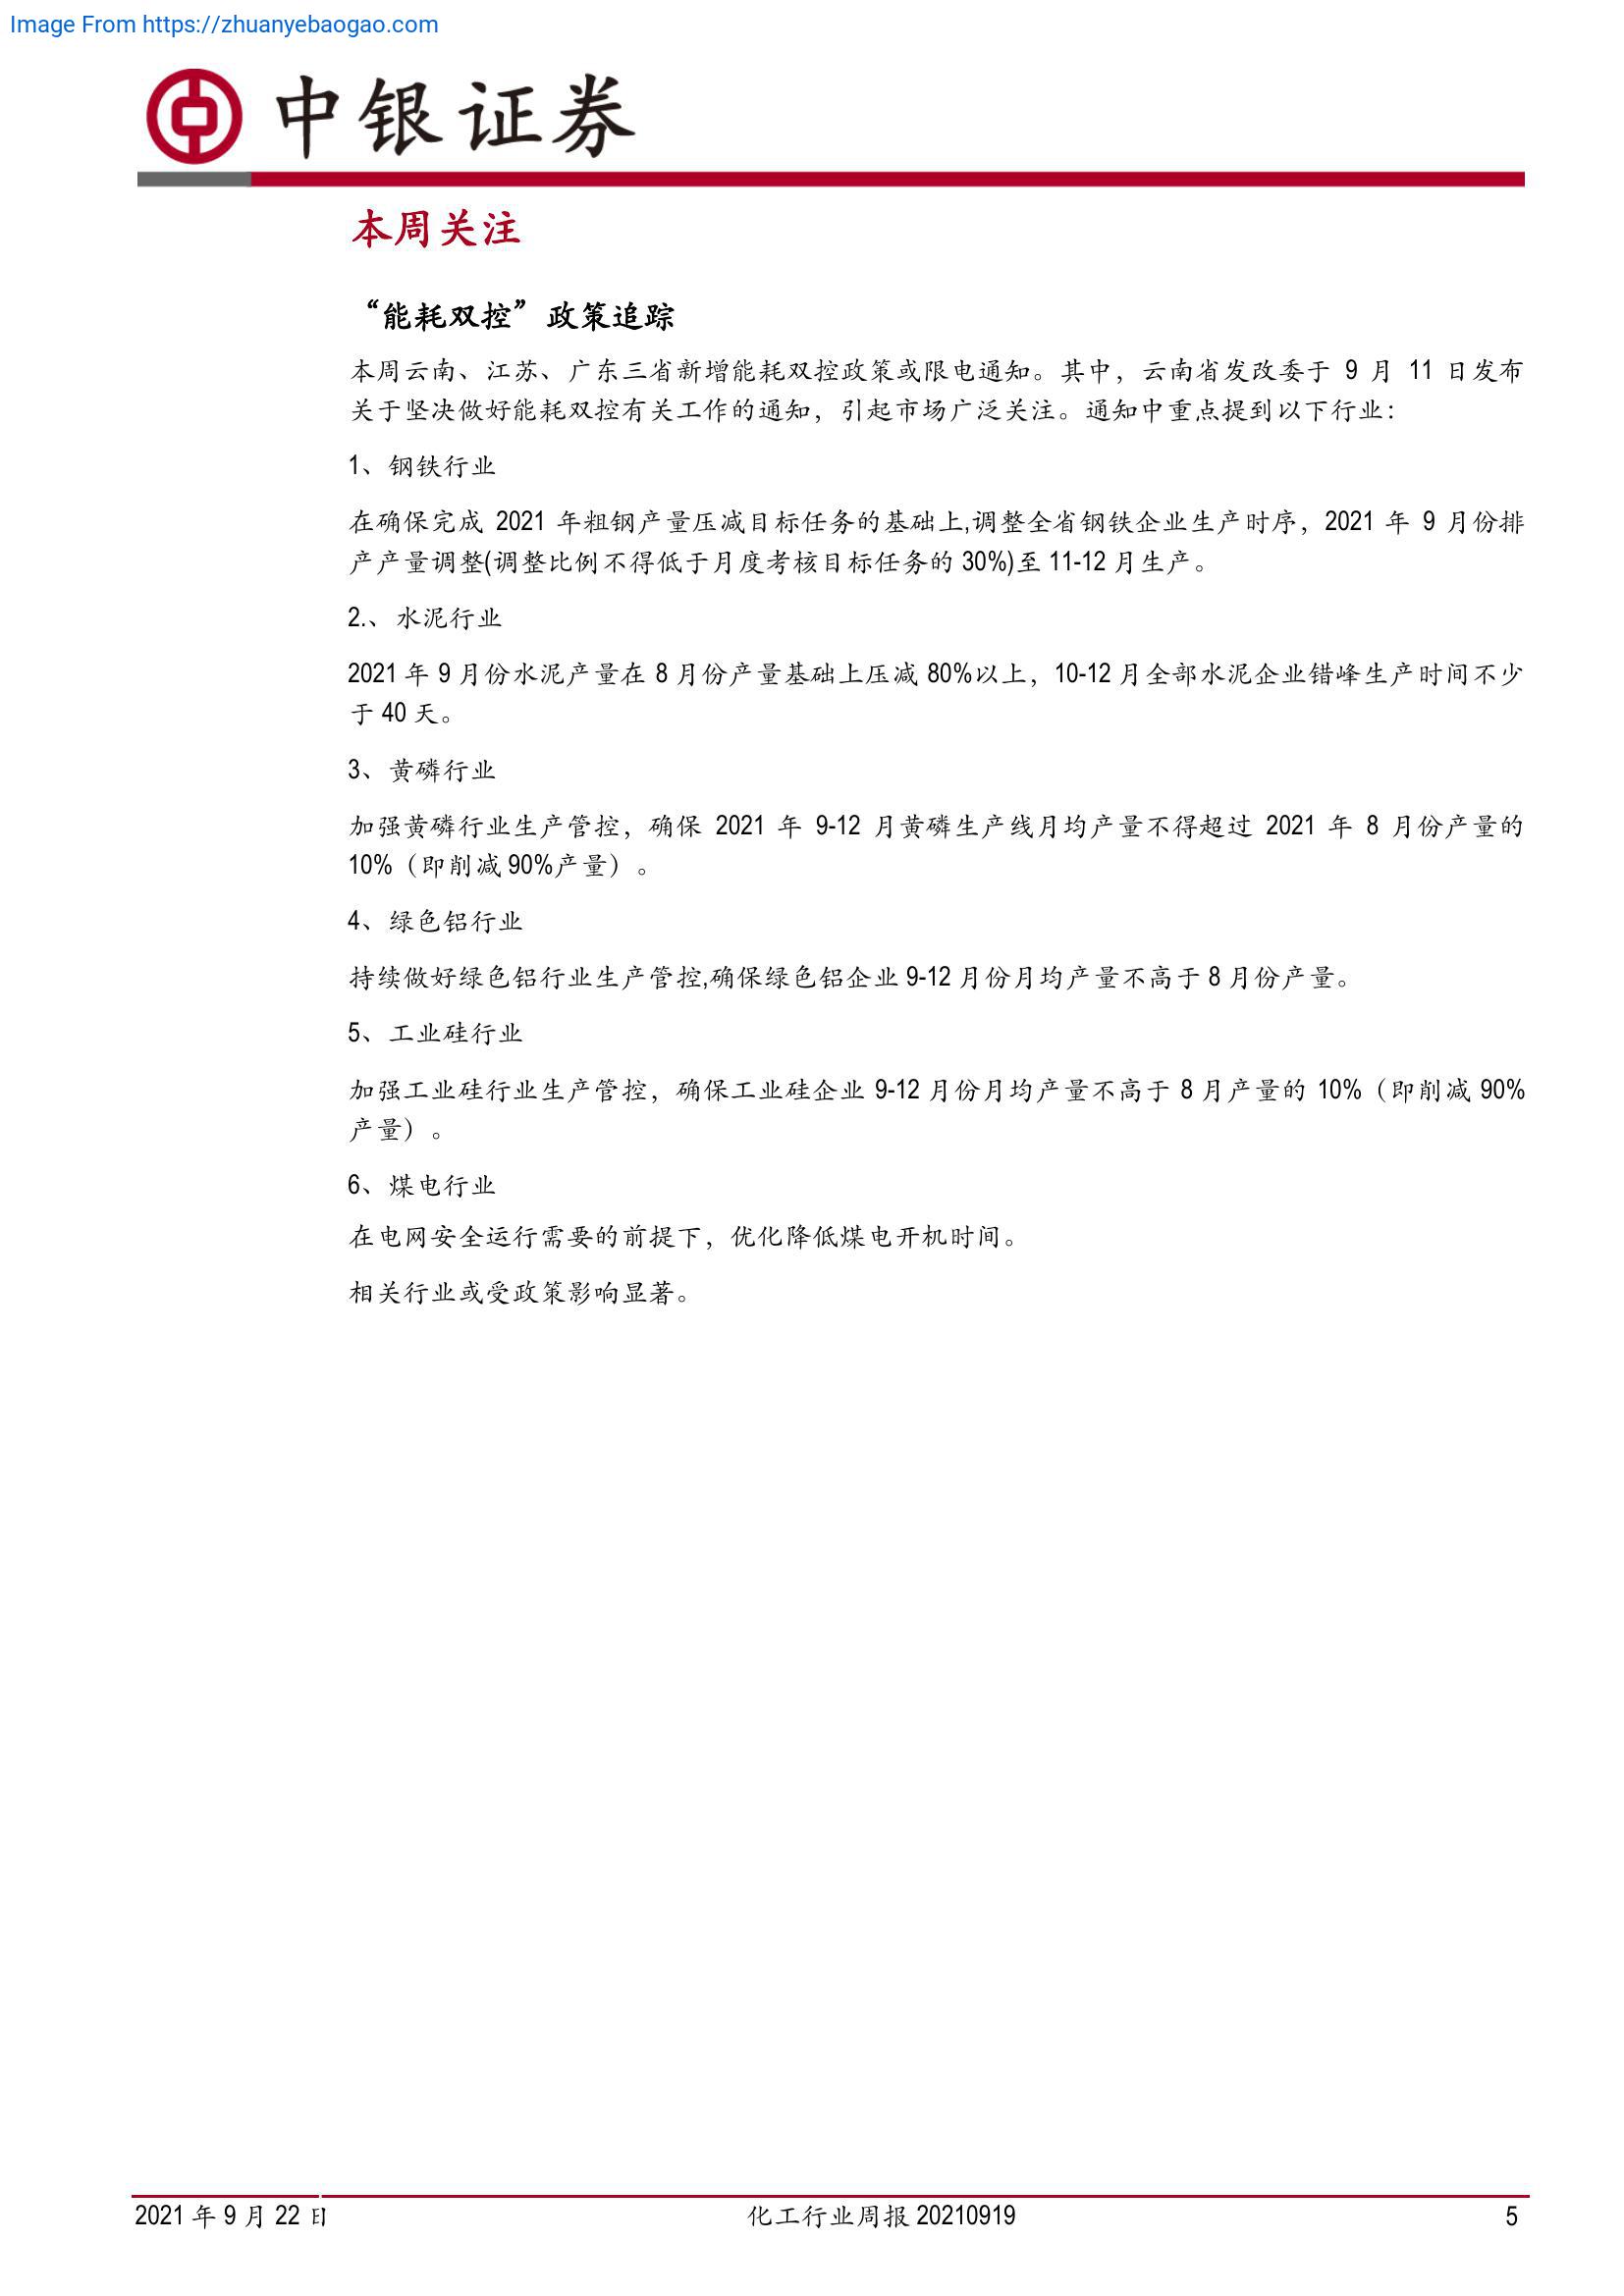 Image From https://zhuanyebaogao.com
中银证券
本周关注
“能耗双控”政策追踪
本周云南、江苏、广东三省新增能耗双控政策或限电通知。其中，云南省发改委于 9 月 11 日发布
关于坚决做好能耗双控有关工作的通知，引起市场广泛关注。通知中重点提到以下行业：
1、钢铁行业
在确保完成 2021 年粗钢产量压减目标任务的基础上,调整全省钢铁企业生产时序，2021 年 9 月份排
产产量调整(调整比例不得低于月度考核目标任务的 30%)至 11-12 月生产。
2.、水泥行业
2021 年 9 月份水泥产量在 8 月份产量基础上压减 80%以上，10-12 月全部水泥企业错峰生产时间不少
于 40 天。
3、黄磷行业
加强黄磷行业生产管控，确保 2021 年 9-12 月黄磷生产线月均产量不得超过 2021 年 8 月份产量的
10%（即削减 90%产量）。
4、绿色铝行业
持续做好绿色铝行业生产管控,确保绿色铝企业 9-12 月份月均产量不高于 8 月份产量。
5、工业硅行业
加强工业硅行业生产管控，确保工业硅企业 9-12 月份月均产量不高于 8 月产量的 10%（即削减 90%
产量）。
6、煤电行业
在电网安全运行需要的前提下，优化降低煤电开机时间。
相关行业或受政策影响显著。
2021 年 9 月 22 日 化工行业周报 20210919 5